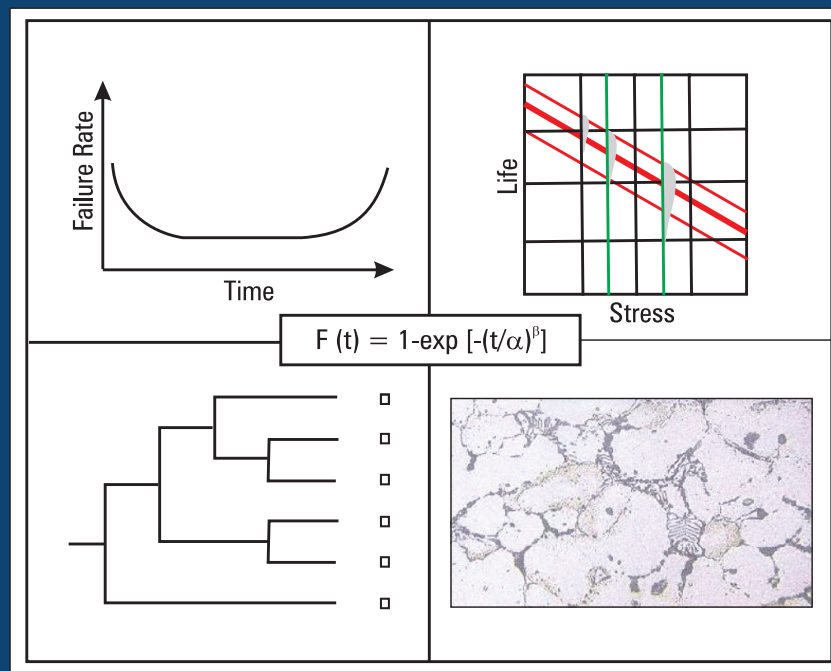 Failure Rate
Time
Life
Stress
F (t) = 1-exp [-(t/α)^β]